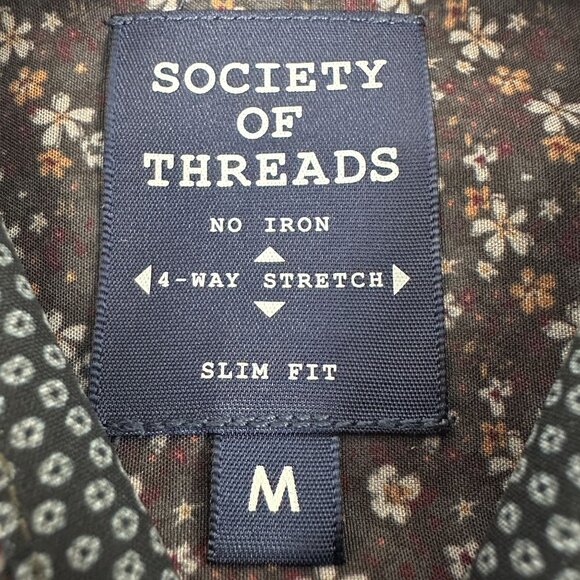 SOCIETY
OF
THREADS
NO IRON
4-WAY STRETCH
SLIM FIT
M